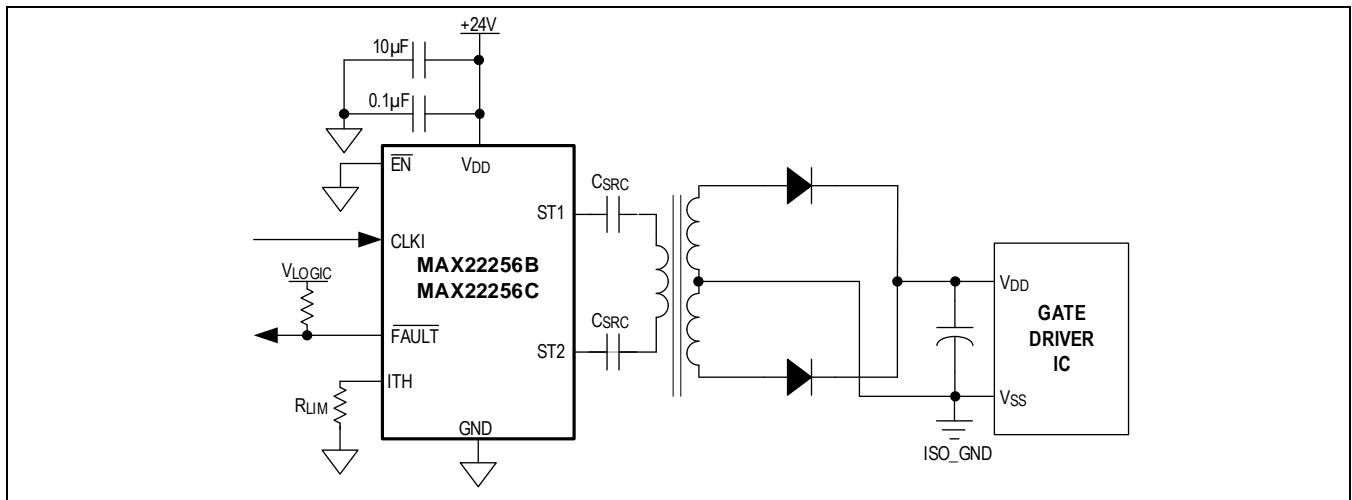 +24V
10µF
0.1µF
EN
VDD
CSRC
ST1
CLKI
MAX22256B
MAX22256C
VLOGIC
FAULT
CSRC
ST2
ITH
RLIM
GND
VDD
GATE
DRIVER
IC
VSS
ISO_GND